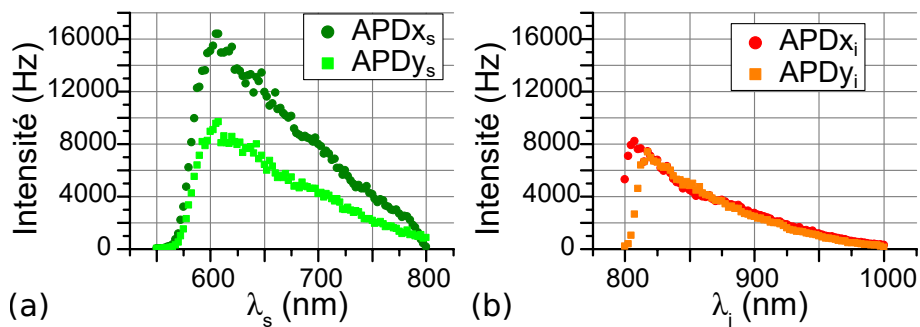 Intensité (Hz)
16000
12000
8000
4000
0
600
700
800
λs (nm)
APDxs
APDys
(a)
Intensité (Hz)
16000
12000
8000
4000
0
800
900
1000
λi (nm)
APDxi
APDyi
(b)